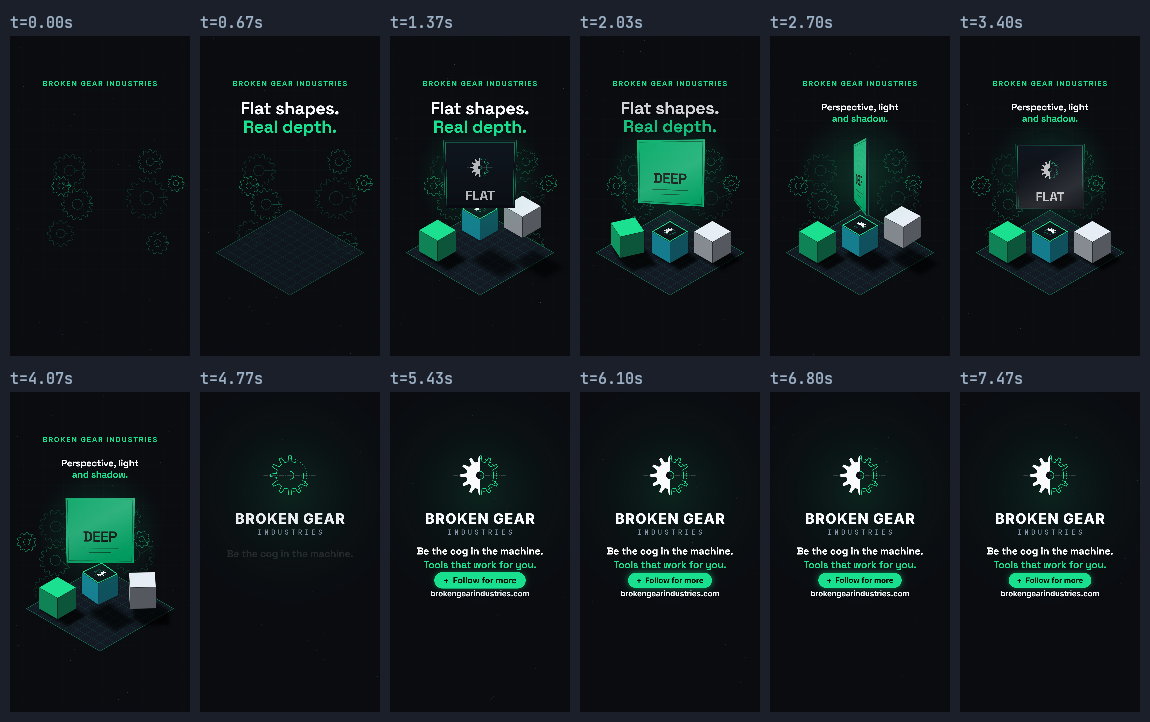 t=0.00s
BROKEN GEAR INDUSTRIES
t=0.67s
BROKEN GEAR INDUSTRIES
Flat shapes.
Real depth.
t=1.37s
BROKEN GEAR INDUSTRIES
Flat shapes.
Real depth.
FLAT
t=2.03s
BROKEN GEAR INDUSTRIES
Flat shapes.
Real depth.
DEEP
t=2.70s
BROKEN GEAR INDUSTRIES
Perspective, light
and shadow.
t=3.40s
BROKEN GEAR INDUSTRIES
Perspective, light
and shadow.
FLAT
t=4.07s
BROKEN GEAR INDUSTRIES
Perspective, light
and shadow.
DEEP
t=4.77s
BROKEN GEAR
INDUSTRIES
Be the cog in the machine.
t=5.43s
BROKEN GEAR
INDUSTRIES
Be the cog in the machine.
Tools that work for you.
+ Follow for more
brokengearindustries.com
t=6.10s
BROKEN GEAR
INDUSTRIES
Be the cog in the machine.
Tools that work for you.
+ Follow for more
brokengearindustries.com
t=6.80s
BROKEN GEAR
INDUSTRIES
Be the cog in the machine.
Tools that work for you.
+ Follow for more
brokengearindustries.com
t=7.47s
BROKEN GEAR
INDUSTRIES
Be the cog in the machine.
Tools that work for you.
+ Follow for more
brokengearindustries.com